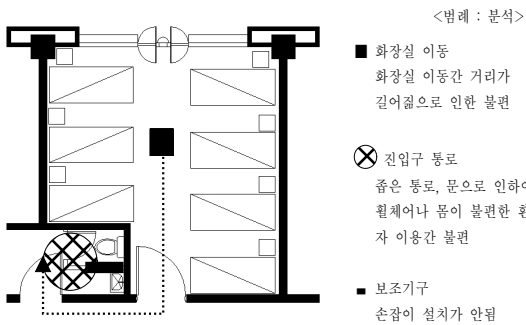 <범례 : 분석>
화장실 이동
화장실 이동간 거리가
길어짊으로 인한 불편
진입구 통로
좁은 통로, 문으로 인하여
휠체어나 몸이 불편한 환
자 이용간 불편
보조기구
손잡이 설치가 안됨